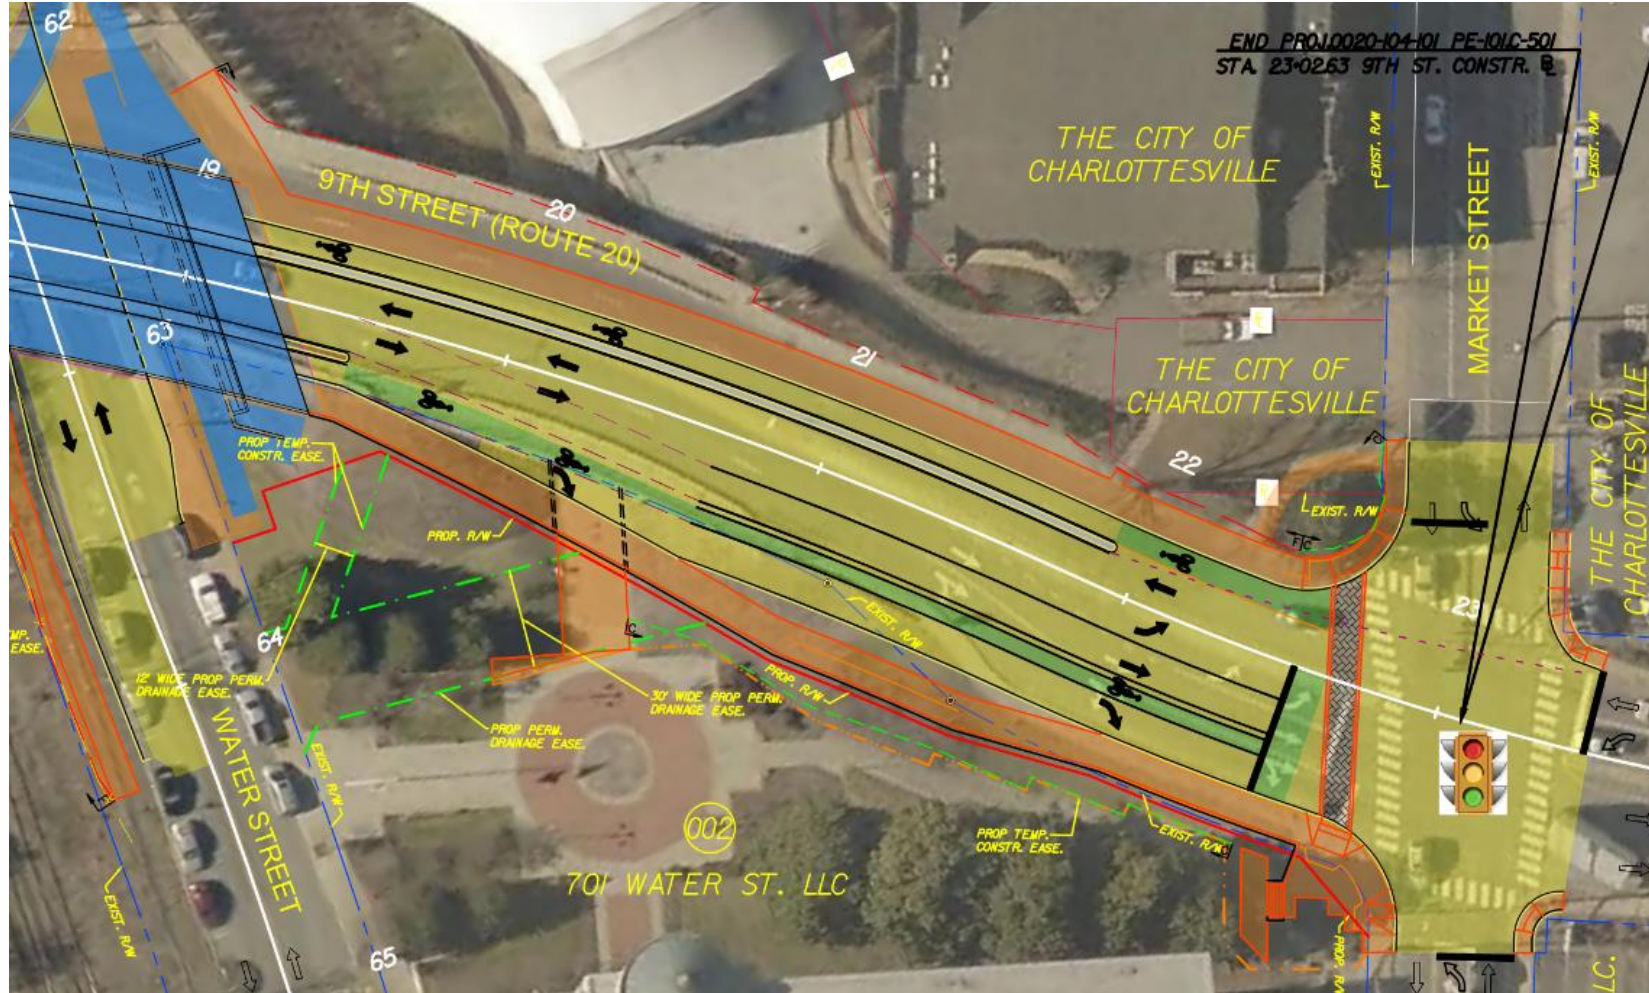 62
END PROJ.0020-104-101 PE-101,C-501
STA. 23+02.63 9TH ST. CONSTR. B
THE CITY OF
CHARLOTTESVILLE
EXIST. R/W
EXIST. R/W
MARKET STREET
19
9TH STREET (ROUTE 20)
20
63
21
THE CITY OF
CHARLOTTESVILLE
THE CITY OF
CHARLOTTESVILLE
PROP TEMP.
CONSTR. EASE.
22
EXIST. R/W
F/C
PROP. R/W
EXIST. R/W
23
64
EASE.
12' WIDE PROP PERM.
DRAINAGE EASE.
PROP. R/W
30' WIDE PROP PERM.
DRAINAGE EASE.
PROP PERM.
DRAINAGE EASE.
WATER STREET
EXIST. R/W
002
701 WATER ST. LLC
PROP TEMP.
CONSTR. EASE.
EXIST. R/W
EXIST. R/W
65
PROP. R/W
LC.